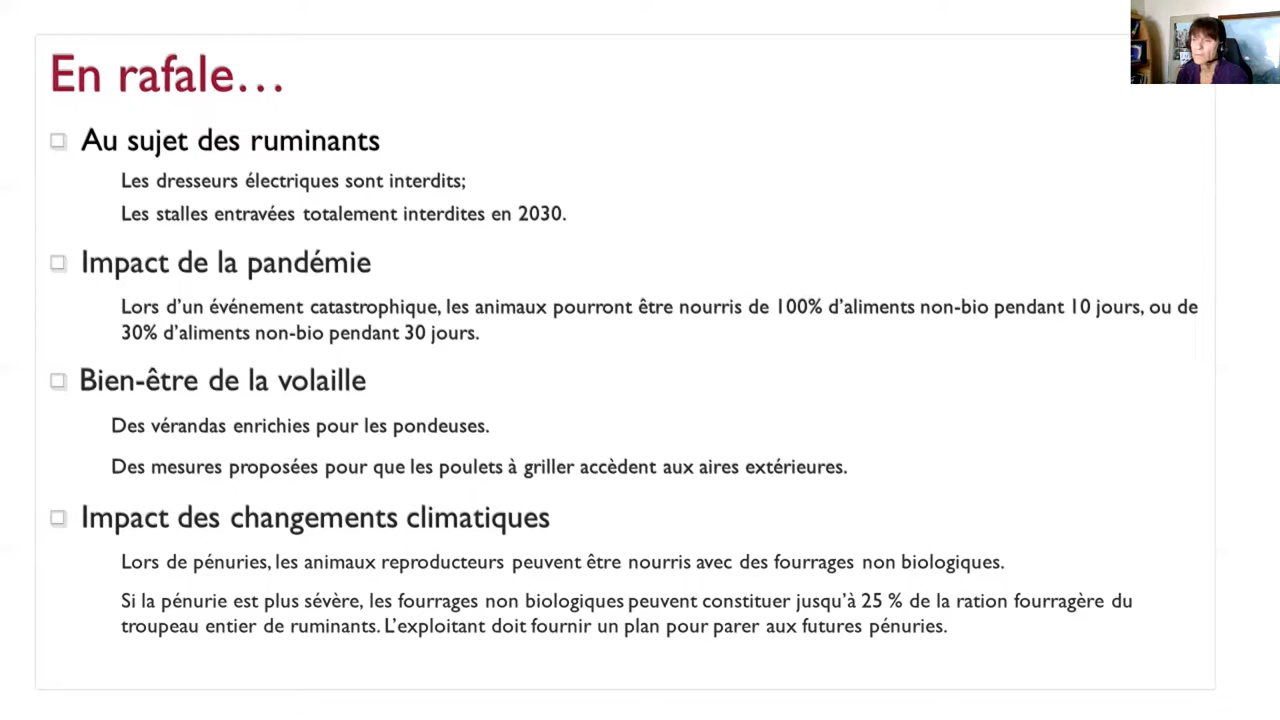 En rafale…
Au sujet des ruminants
Les dresseurs électriques sont interdits;
Les stalles entravées totalement interdites en 2030.
Impact de la pandémie
Lors d’un événement catastrophique, les animaux pourront être nourris de 100% d’aliments non-bio pendant 10 jours, ou de
30% d’aliments non-bio pendant 30 jours.
Bien-être de la volaille
Des vérandas enrichies pour les pondeuses.
Des mesures proposées pour que les poulets à griller accèdent aux aires extérieures.
Impact des changements climatiques
Lors de pénuries, les animaux reproducteurs peuvent être nourris avec des fourrages non biologiques.
Si la pénurie est plus sévère, les fourrages non biologiques peuvent constituer jusqu’à 25 % de la ration fourragère du
troupeau entier de ruminants. L’exploitant doit fournir un plan pour parer aux futures pénuries.